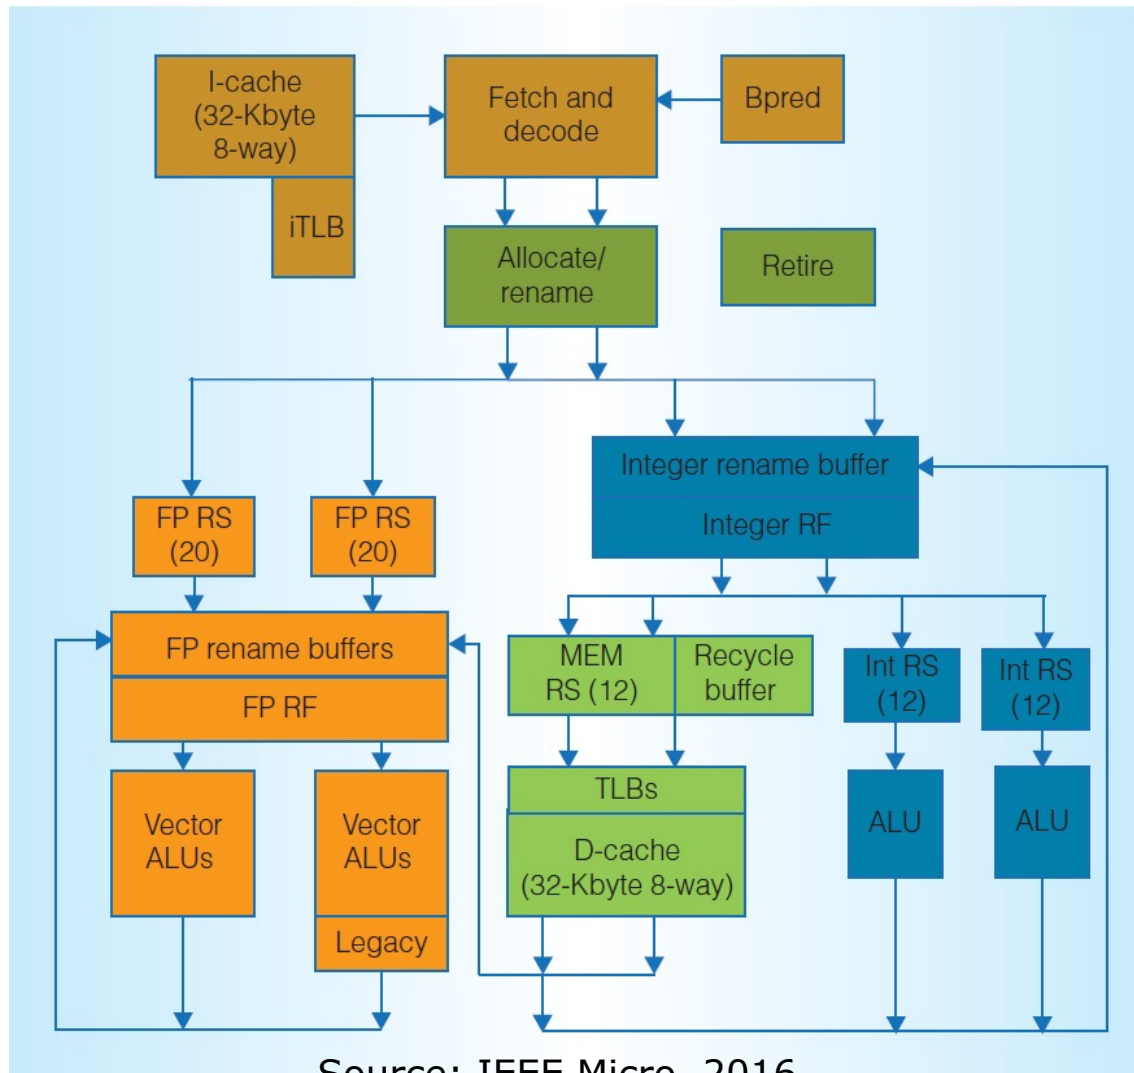 I-cache
(32-Kbyte
8-way)
Fetch and
decode
Bpred
iTLB
Allocate/
rename
Retire
Integer rename buffer
Integer RF
FP RS
(20)
FP RS
(20)
FP rename buffers
FP RF
MEM
RS (12)
Recycle
buffer
Int RS
(12)
Int RS
(12)
Vector
ALUs
Vector
ALUs
Legacy
TLBs
D-cache
(32-Kbyte 8-way)
ALU
ALU
Source: IEEE Micro, 2016